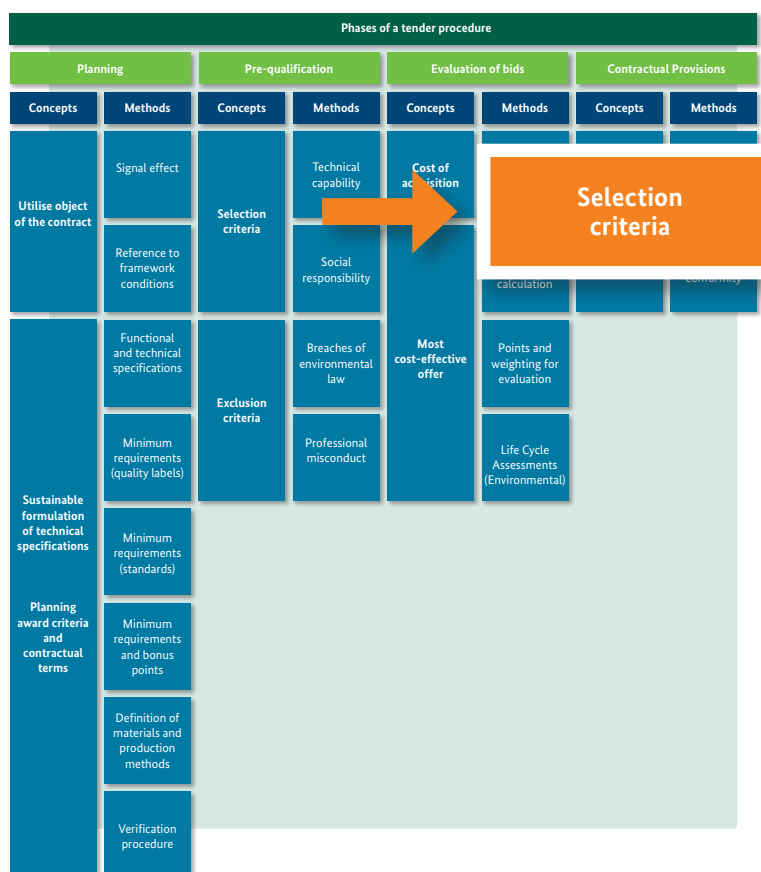 Phases of a tender procedure
Planning
Pre-qualification
Evaluation of bids
Contractual Provisions
Concepts
Methods
Concepts
Methods
Concepts
Methods
Concepts
Methods
Utilise object
of the contract
Signal effect
Reference to
framework
conditions
Sustainable
formulation
of technical
specifications
Planning
award criteria
and
contractual
terms
Functional
and technical
specifications
Minimum
requirements
(quality labels)
Minimum
requirements
(standards)
Minimum
requirements
and bonus
points
Definition of
materials and
production
methods
Verification
procedure
Selection
criteria
Technical
capability
Social
responsibility
Exclusion
criteria
Breaches of
environmental
law
Professional
misconduct
Cost of
acquisition
Most
cost-effective
offer
calculation
Points and
weighting for
evaluation
Life Cycle
Assessments
(Environmental)
conformity
Selection
criteria